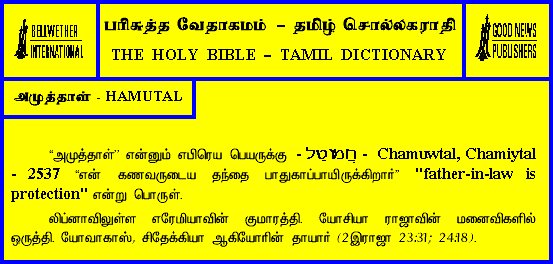 BELLWETHER
INTERNATIONAL
பரிசுத்த வேதாகமம் – தமிழ் சொல்லகராதி
THE HOLY BIBLE – TAMIL DICTIONARY
GOOD NEWS
PUBLISHERS
அமுத்தாள் - HAMUTAL
“அமுத்தாள்” என்னும் எபிரெய பெயருக்கு - חֲמוּטַל - Chamuwtal, Chamiytal
- 2537 “என் கணவருடைய தந்தை பாதுகாப்பாயிருக்கிறார்” "father-in-law is
protection" என்று பொருள்.
லிப்னாவிலுள்ள எரேமியாவின் குமாரத்தி. யோசியா ராஜாவின் மனைவிகளில்
ஒருத்தி. யோவாகாஸ், சிதேக்கியா ஆகியோரின் தாயார் (2இராஜா 23:31; 24:18).